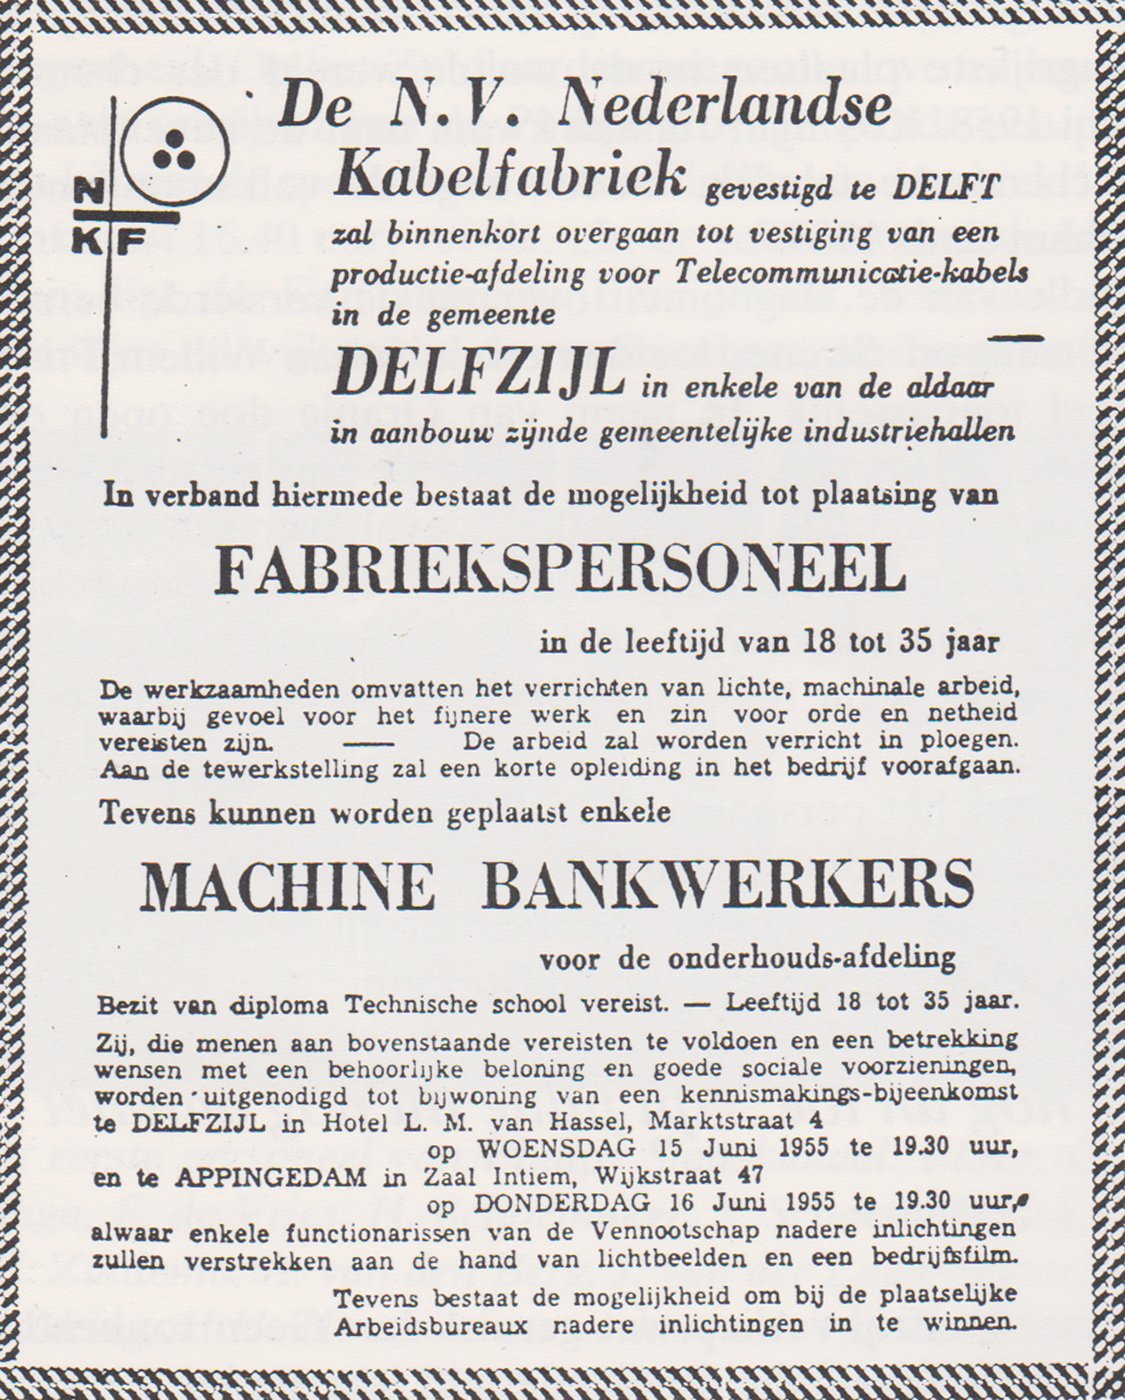 De N.V. Nederlandse
Kabelfabriek gevestigd te DELFT
N
K F
zal binnenkort overgaan tot vestiging van een
productie-afdeling voor Telecommunicatie-kabels
in de gemeente
DELFZIJL in enkele van de aldaar
in aanbouw zijnde gemeentelijke industriehallen
In verband hiermede bestaat de mogelijkheid tot plaatsing van
FABRIEKSPERSONEEL
in de leeftijd van 18 tot 35 jaar
De werkzaamheden omvatten het verrichten van lichte, machinale arbeid,
waarbij gevoel voor het fijnere werk en zin voor orde en netheid
vereisten zijn. — De arbeid zal worden verricht in ploegen.
Aan de tewerkstelling zal een korte opleiding in het bedrijf voorafgaan.
Tevens kunnen worden geplaatst enkele
MACHINE BANKWERKERS
voor de onderhouds-afdeling
Bezit van diploma Technische school vereist. — Leeftijd 18 tot 35 jaar.
Zij, die menen aan bovenstaande vereisten te voldoen en een betrekking
wensen met een behoorlijke beloning en goede sociale voorzieningen,
worden uitgenodigd tot bijwoning van een kennismakings-bijeenkomst
te DELFZIJL in Hotel L. M. van Hassel, Marktstraat 4
op WOENSDAG 15 Juni 1955 te 19.30 uur,
en te APPINGEDAM in Zaal Intiem, Wijkstraat 47
op DONDERDAG 16 Juni 1955 te 19.30 uur,
alwaar enkele functionarissen van de Vennootschap nadere inlichtingen
zullen verstrekken aan de hand van lichtbeelden en een bedrijfsfilm.
Tevens bestaat de mogelijkheid om bij de plaatselijke
Arbeidsbureaux nadere inlichtingen in te winnen.